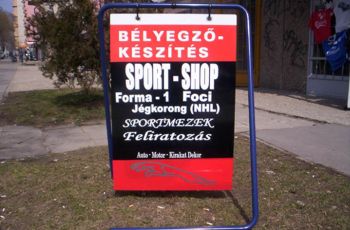 BÉLYEGZŐ-
KÉSZÍTÉS
SPORT - SHOP
Forma - 1 Foci
Jégkorong (NHL)
SPORTMEZEK
Feliratozás
Auto - Motor - Kirakat Dekor